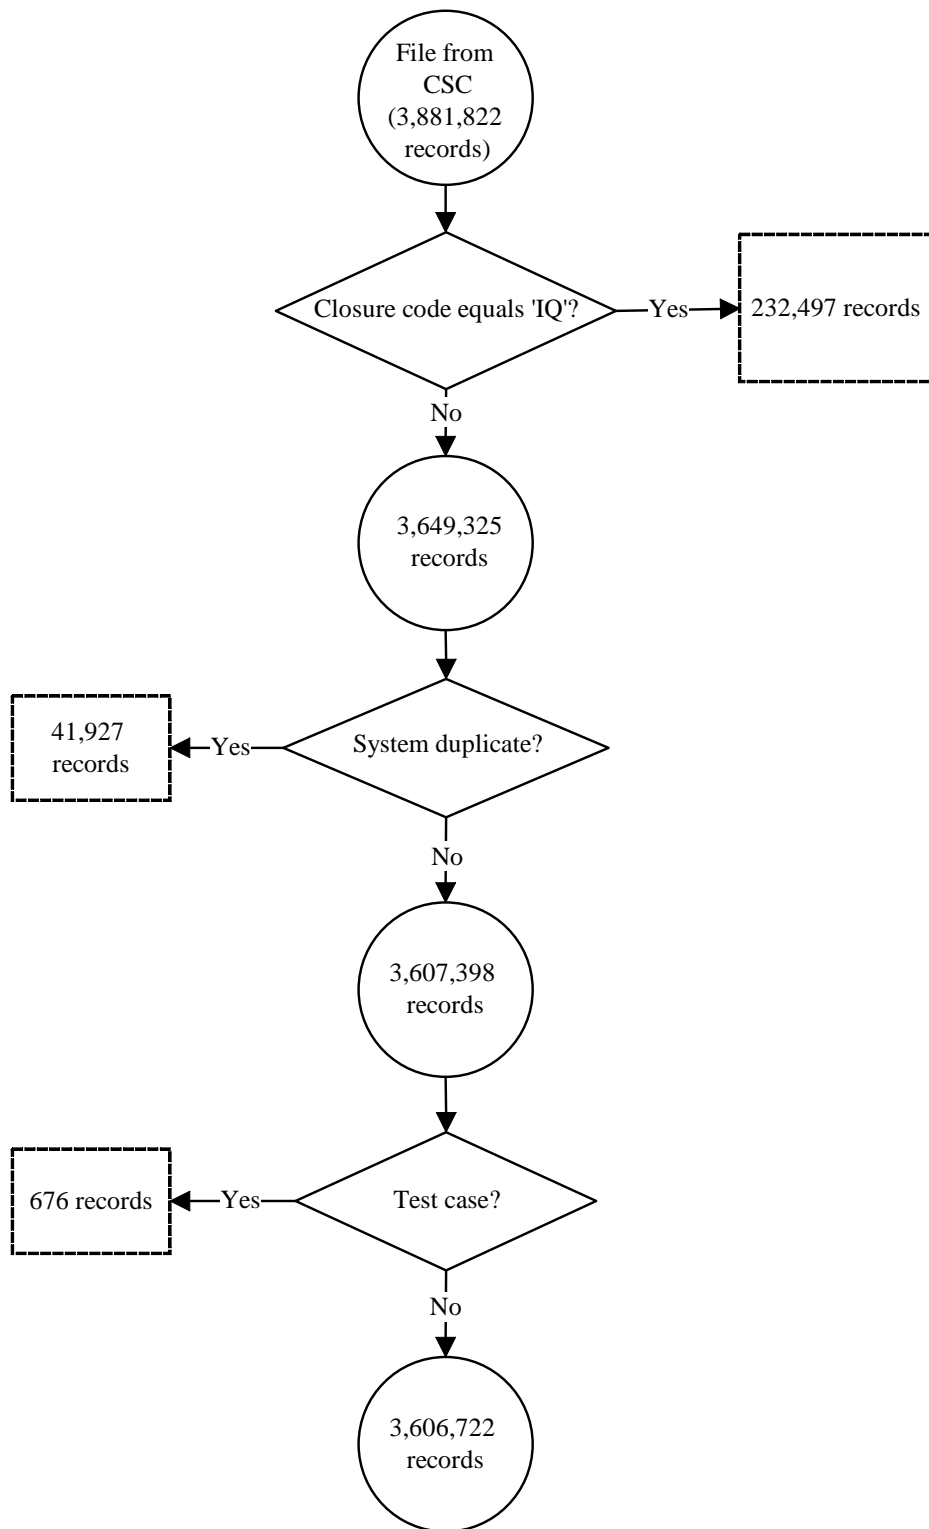 File from
CSC
(3,881,822
records)
Closure code equals 'IQ'?
Yes
232,497 records
No
3,649,325
records
System duplicate?
Yes
41,927
records
No
3,607,398
records
Test case?
Yes
676 records
No
3,606,722
records